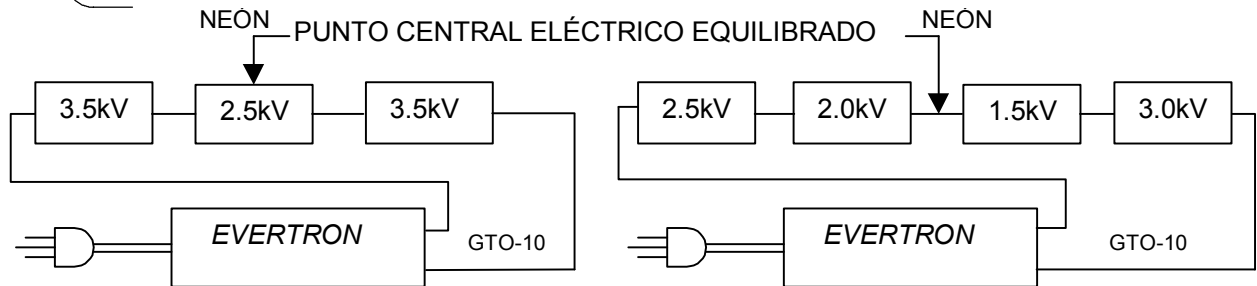 NEÓN PUNTO CENTRAL ELÉCTRICO EQUILIBRADO NEÓN
3.5kV 2.5kV 3.5kV 2.5kV 2.0kV 1.5kV 3.0kV
EVERTRON GTO-10 EVERTRON GTO-10